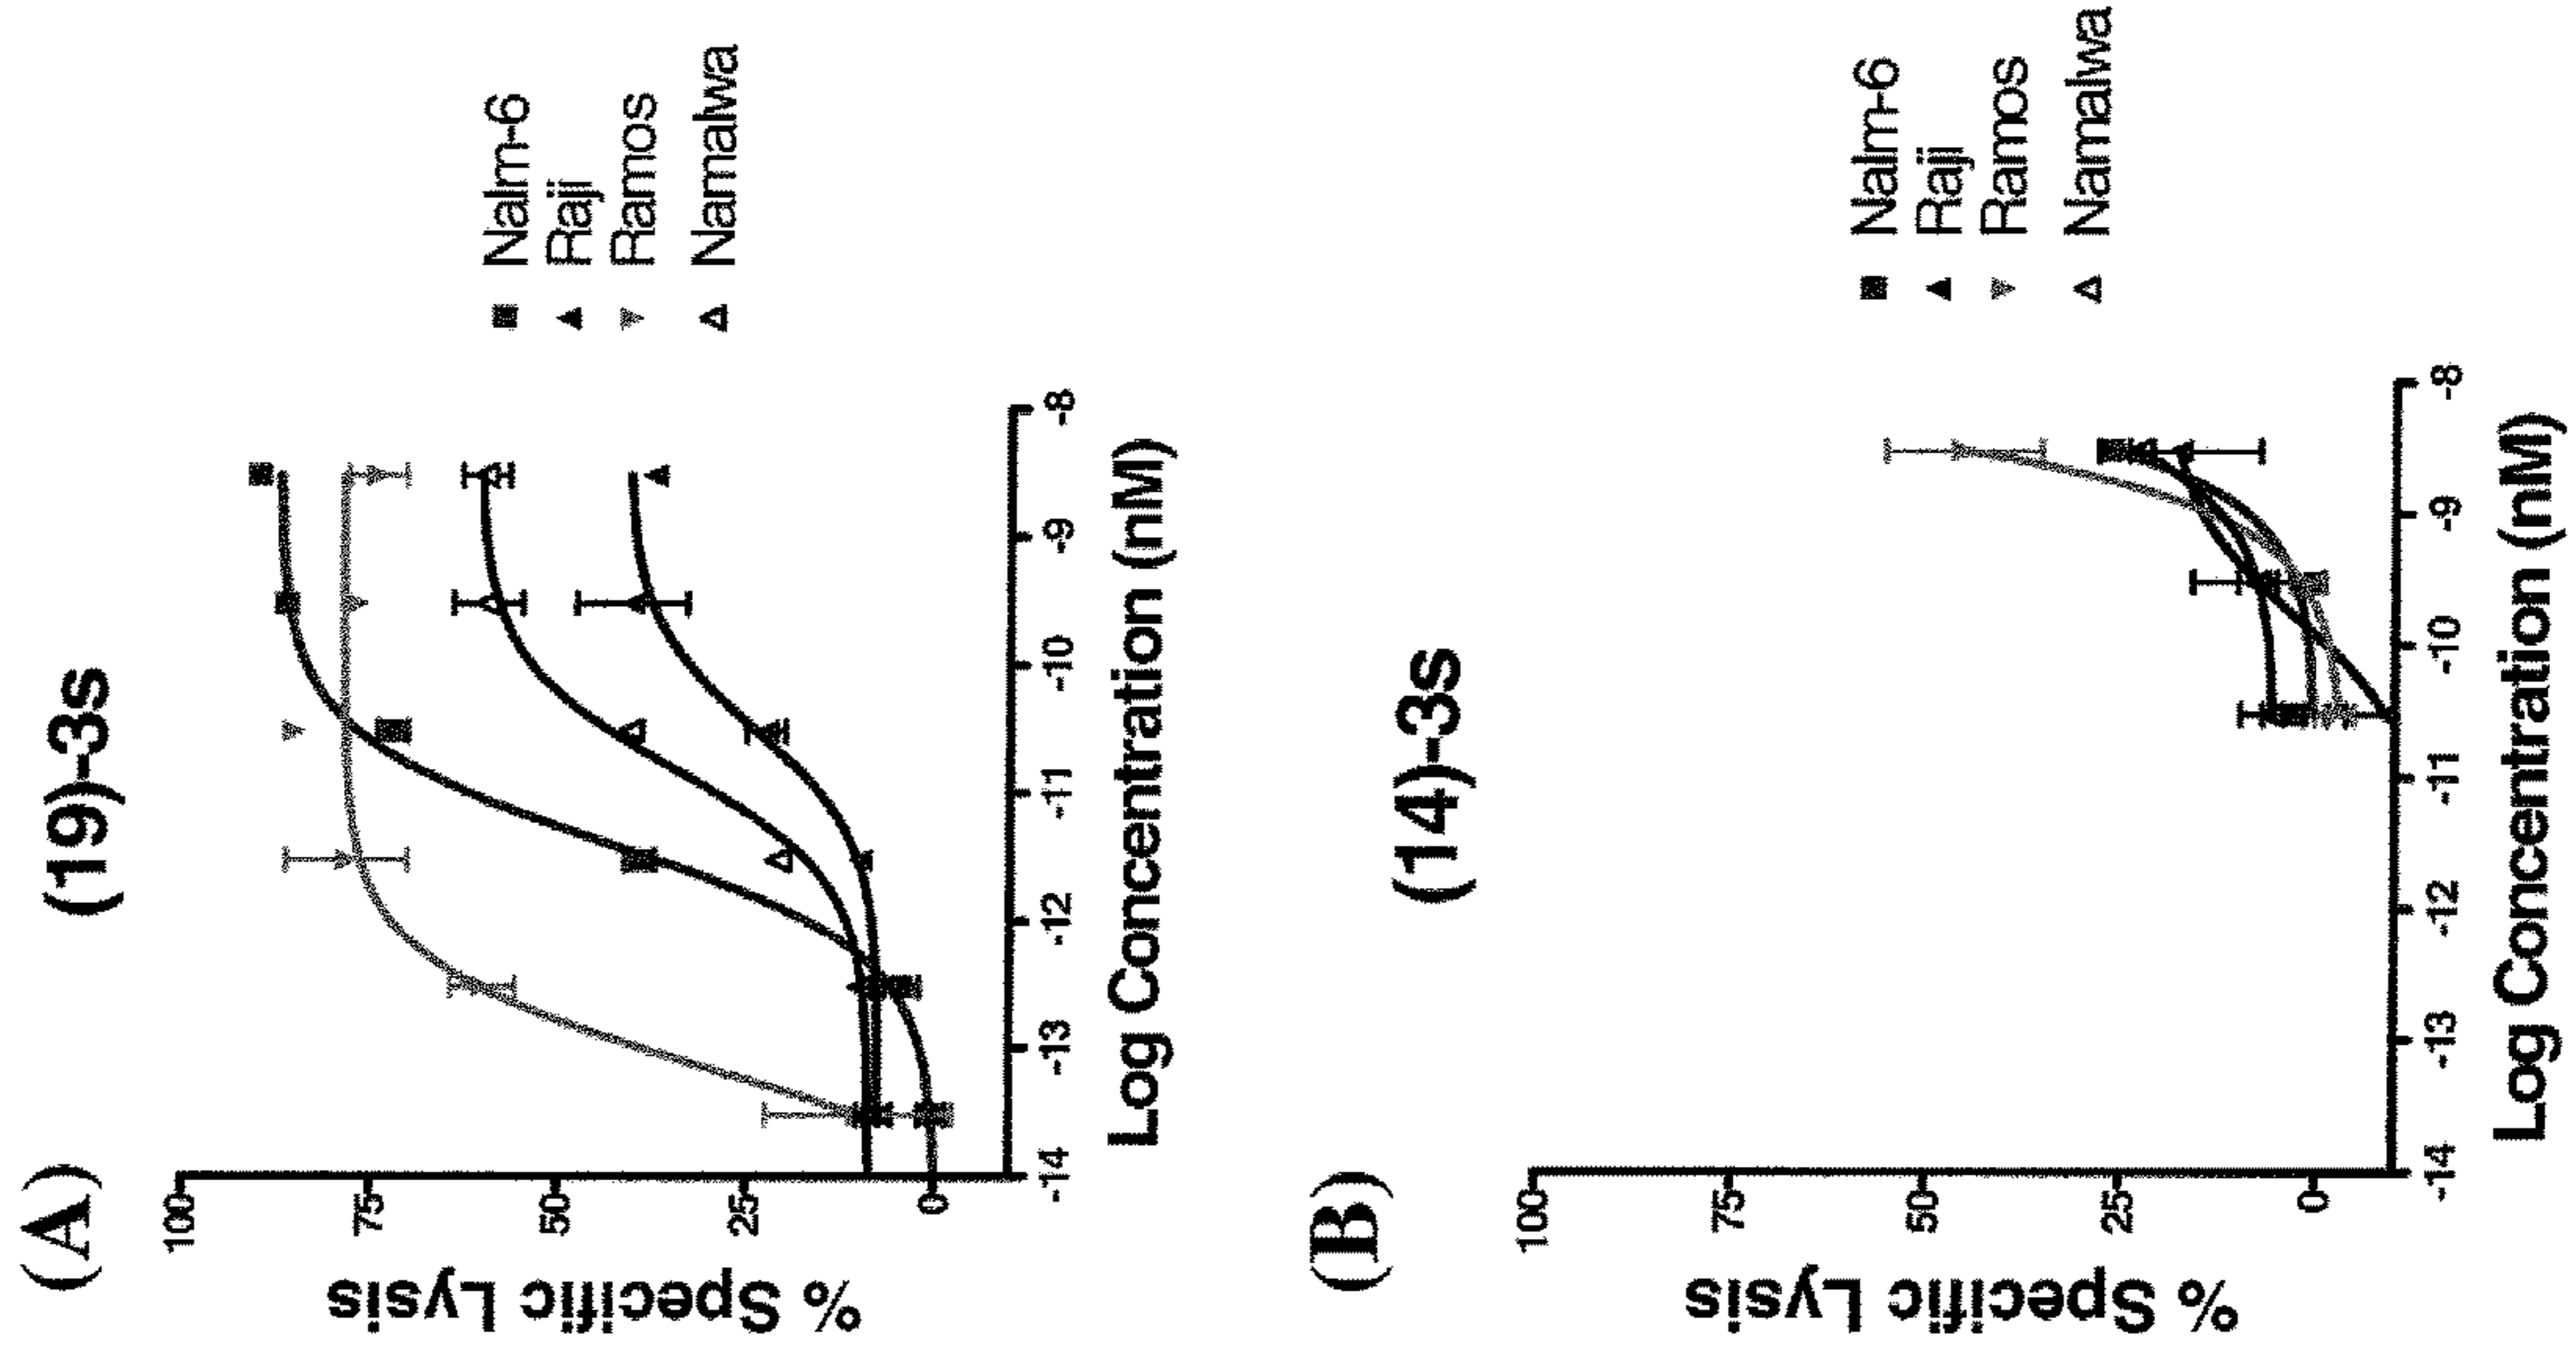 (A)
(19)-3s
% Specific Lysis
100
75
50
25
0
-14
-13
-12
-11
-10
-9
-8
Log Concentration (nM)
Nalm-6
Raji
Ramos
Namalwa
(B)
(14)-3s
% Specific Lysis
100
75
50
25
0
-14
-13
-12
-11
-10
-9
-8
Log Concentration (nM)
Nalm-6
Raji
Ramos
Namalwa